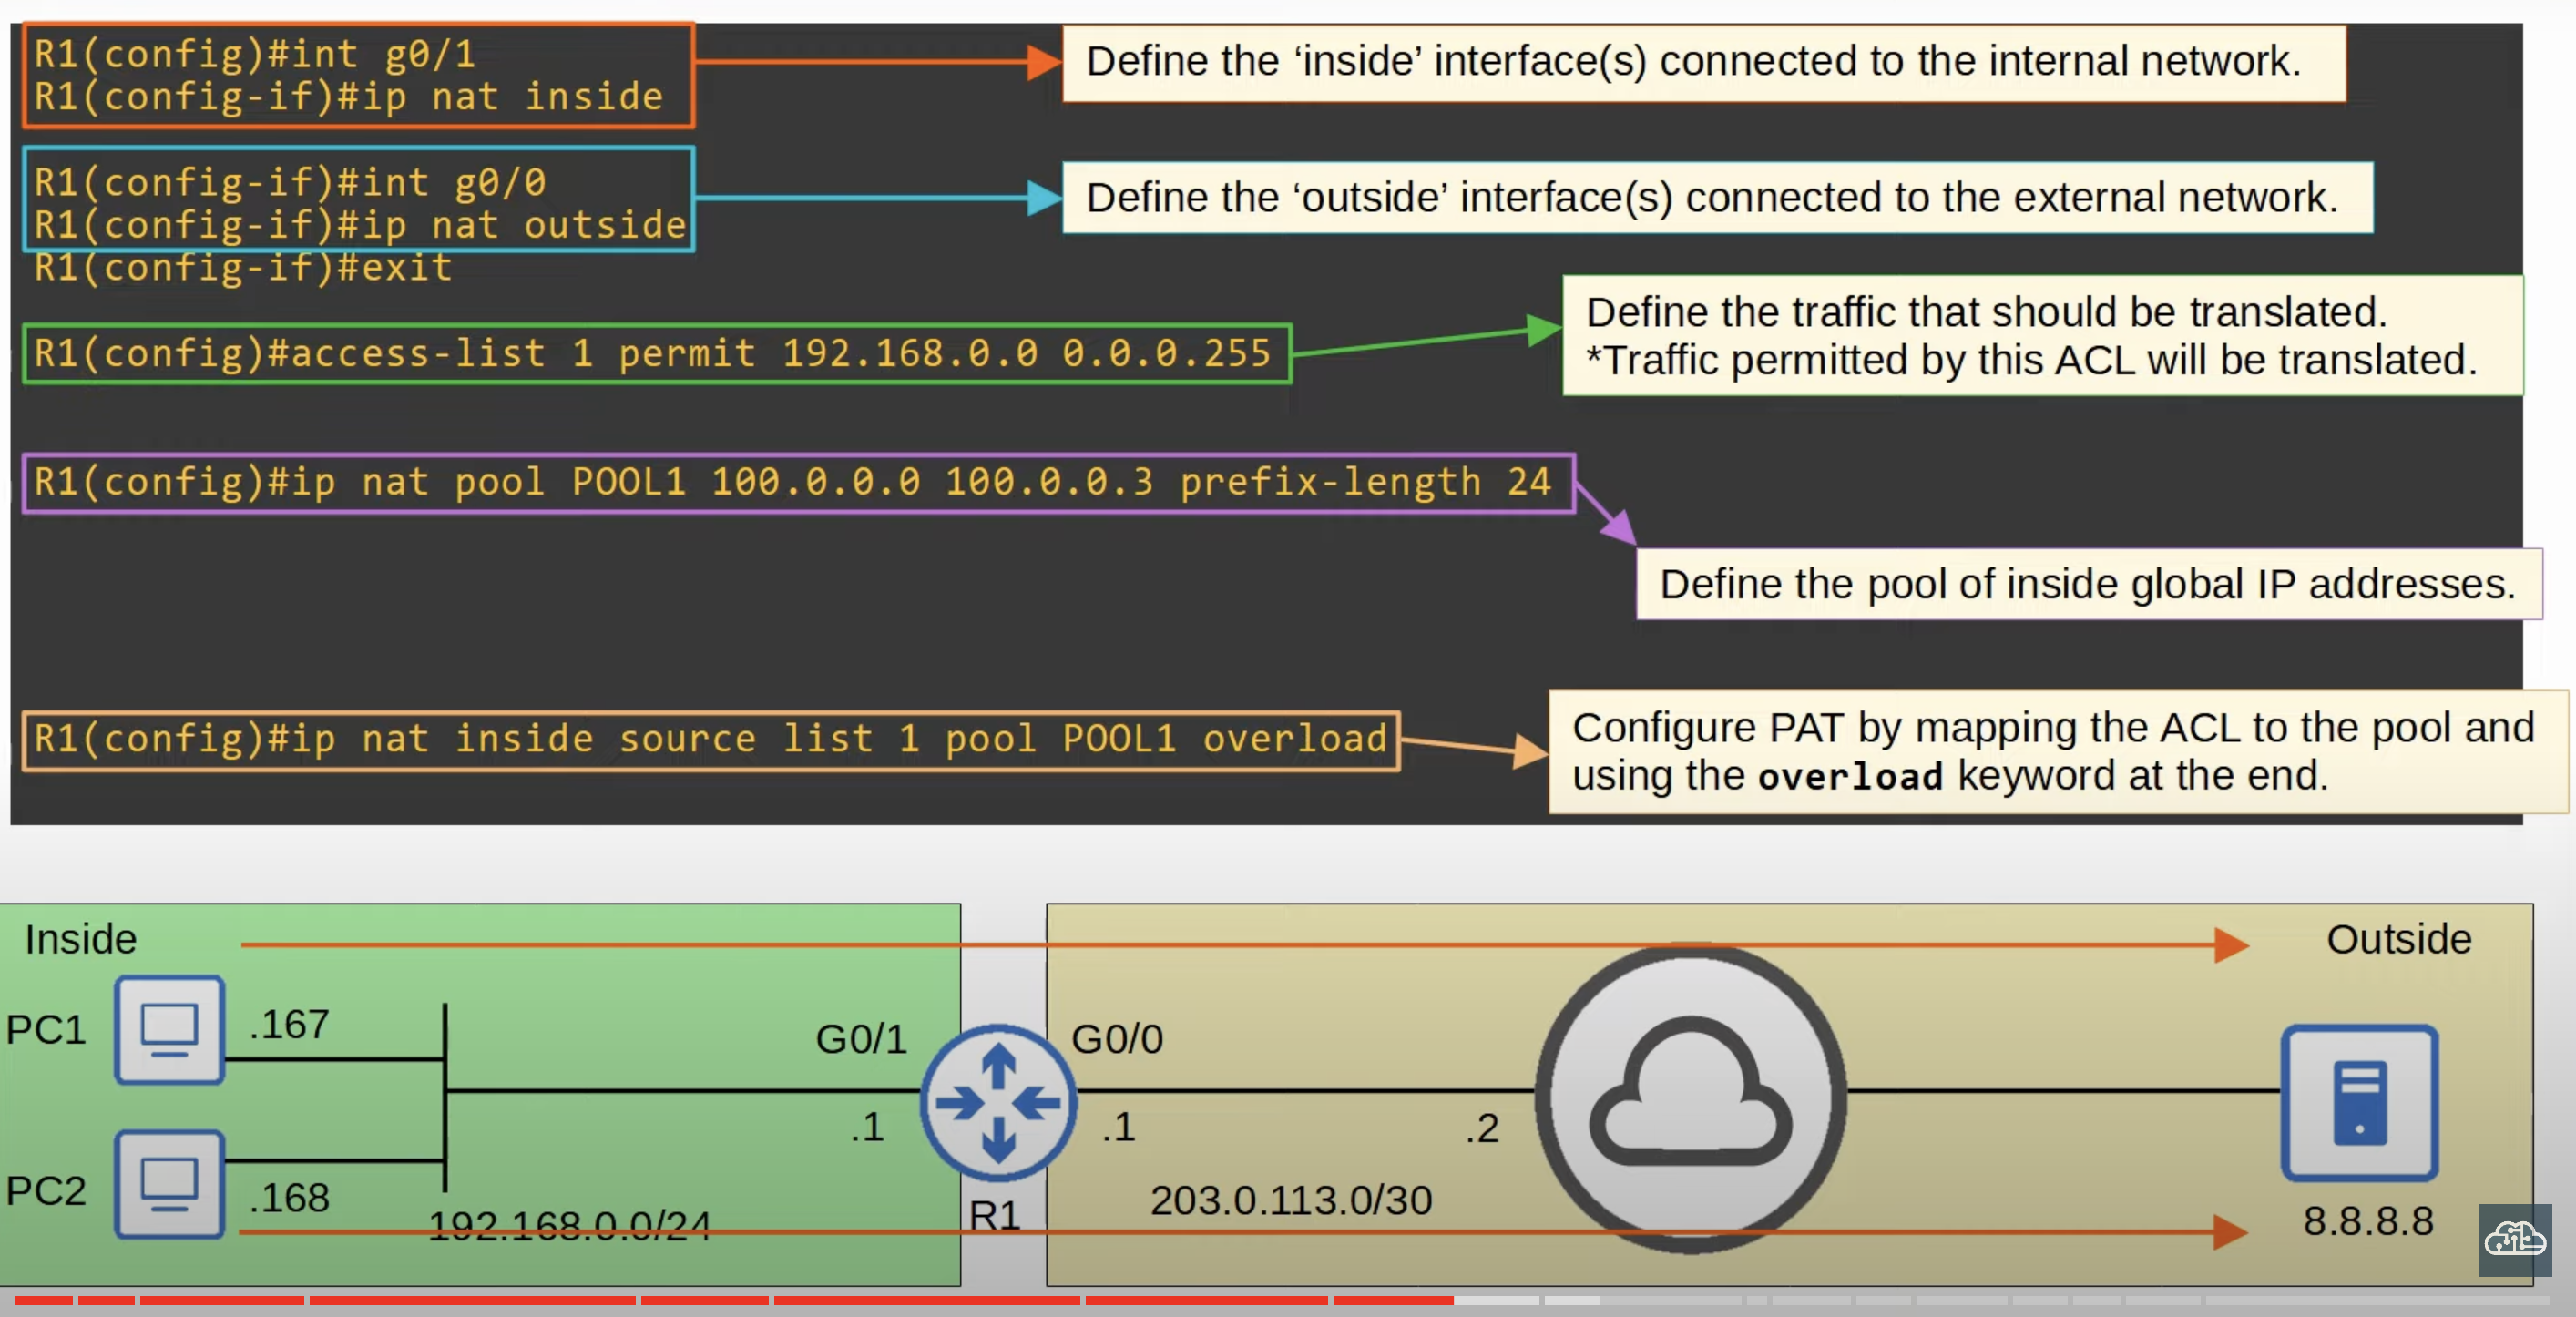 R1(config)#int g0/1
R1(config-if)#ip nat inside
Define the ‘inside’ interface(s) connected to the internal network.
R1(config-if)#int g0/0
R1(config-if)#ip nat outside
Define the ‘outside’ interface(s) connected to the external network.
R1(config-if)#exit
R1(config)#access-list 1 permit 192.168.0.0 0.0.0.255
Define the traffic that should be translated.
*Traffic permitted by this ACL will be translated.
R1(config)#ip nat pool POOL1 100.0.0.0 100.0.0.3 prefix-length 24
Define the pool of inside global IP addresses.
R1(config)#ip nat inside source list 1 pool POOL1 overload
Configure PAT by mapping the ACL to the pool and
using the overload keyword at the end.
Inside
Outside
PC1
.167
G0/1
G0/0
.1
.1
.2
PC2
.168
192.168.0.0/24
R1
203.0.113.0/30
8.8.8.8